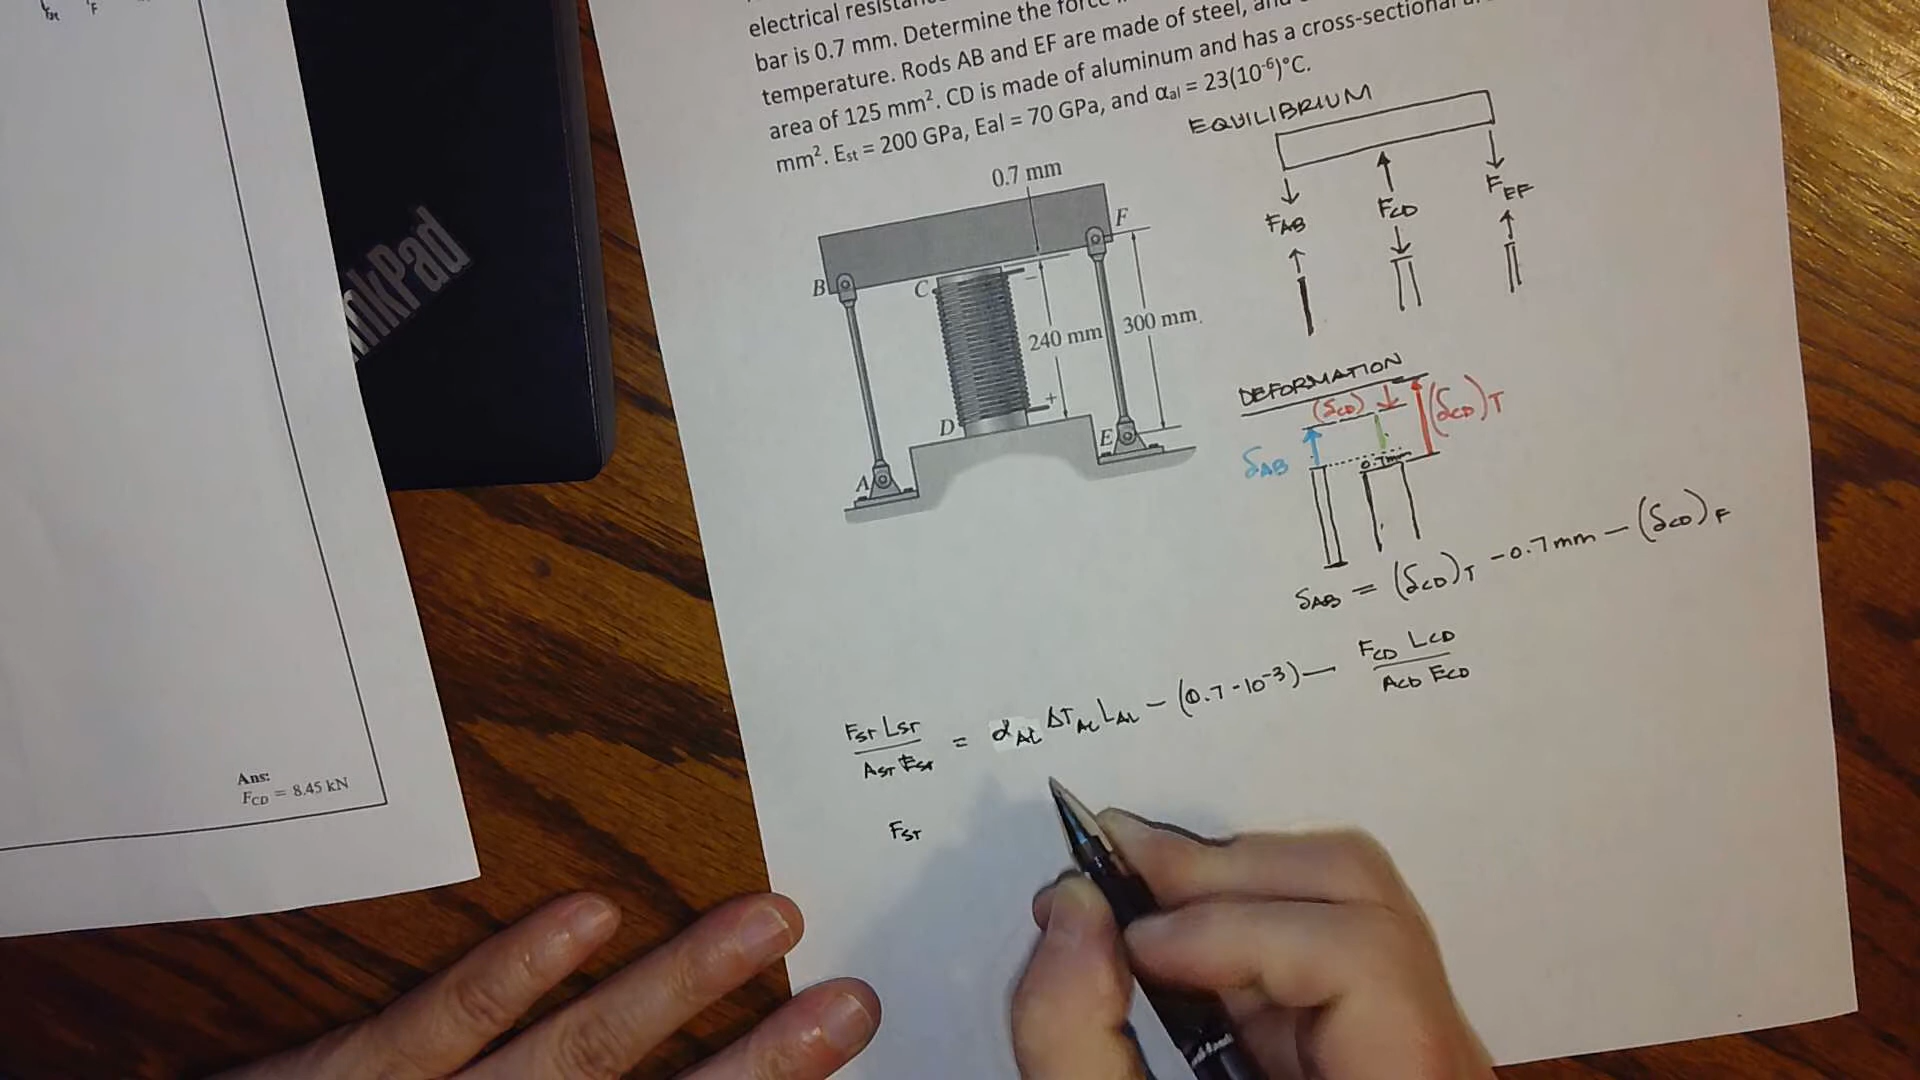 electrical
bar is 0.7 mm. Determine the force
temperature. Rods AB and EF are made of steel, and
area of 125 mm². CD is made of aluminum and has a cross-sectional
mm². Est = 200 GPa, Eal = 70 GPa, and αal = 23(10⁻⁶)°C.
EQUILIBRIUM
FAB
FCD
FEF
0.7 mm
F
B
C
−
240 mm
300 mm
+
D
E
A
DEFORMATION
(δCD)
(δCD)T
δAB
0.7mm
δAB = (δCD)T - 0.7mm - (δCD)F
FST LST / AST EST = αAL ΔTAL LAL - (0.7·10⁻³) - FCD LCD / ACD ECD
FST
Ans:
FCD = 8.45 kN
nkPad